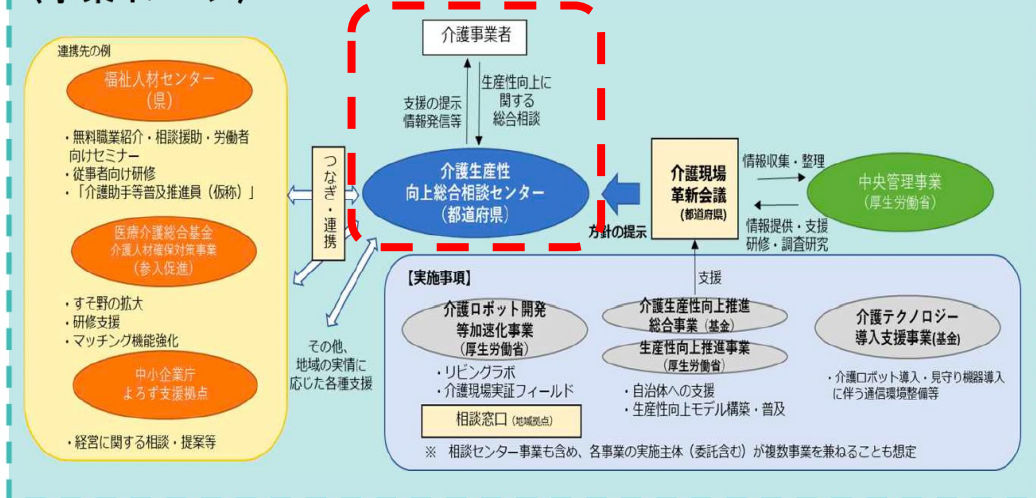 連携先の例
福祉人材センター
(県)
・無料職業紹介・相談援助・労働者
向けセミナー
・従事者向け研修
・「介護助手等普及推進員（仮称）」
医療介護総合基金
介護人材確保対策事業
(参入促進)
・すそ野の拡大
・研修支援
・マッチング機能強化
中小企業庁
よろず支援拠点
・経営に関する相談・提案等
つなぎ・連携
その他、
地域の実情に
応じた各種支援
介護事業者
支援の提示
情報発信等
生産性向上に
関する
総合相談
介護生産性
向上総合相談センター
(都道府県)
方針の提示
介護現場
革新会議
(都道府県)
情報収集・整理
中央管理事業
(厚生労働省)
情報提供・支援
研修・調査研究
支援
【実施事項】
介護ロボット開発
等加速化事業
(厚生労働省)
・リビングラボ
・介護現場実証フィールド
相談窓口 (地域拠点)
介護生産性向上推進
総合事業（基金）
生産性向上推進事業
(厚生労働省)
・自治体への支援
・生産性向上モデル構築・普及
介護テクノロジー
導入支援事業(基金)
・介護ロボット導入・見守り機器導入
に伴う通信環境整備等
※　相談センター事業も含め、各事業の実施主体（委託含む）が複数事業を兼ねることも想定